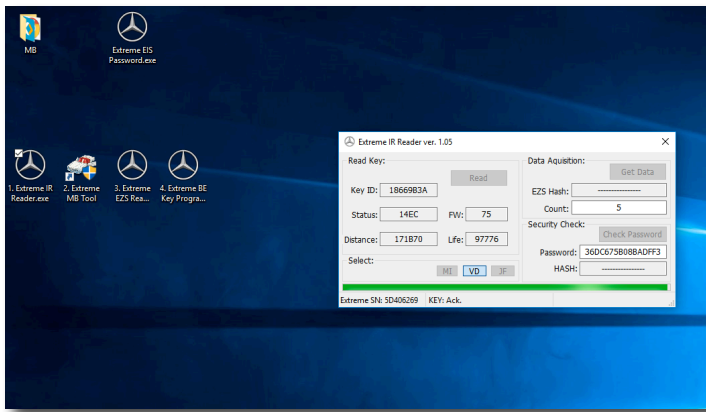 MB
Extreme EIS
Password.exe
1. Extreme IR
Reader.exe
2. Extreme
MB Tool
3. Extreme
EZS Rea...
4. Extreme BE
Key Progra...
Extreme IR Reader ver. 1.05
Read Key:
Read
Key ID: 18669B3A
Status: 14EC FW: 75
Distance: 171B70 Life: 97776
Select:
MI VD JF
Data Aquisition:
Get Data
EZS Hash: ----------------
Count: 5
Security Check:
Check Password
Password: 36DC675B08BADFF3
HASH: ----------------
Extreme SN: 5D406269 KEY: Ack.